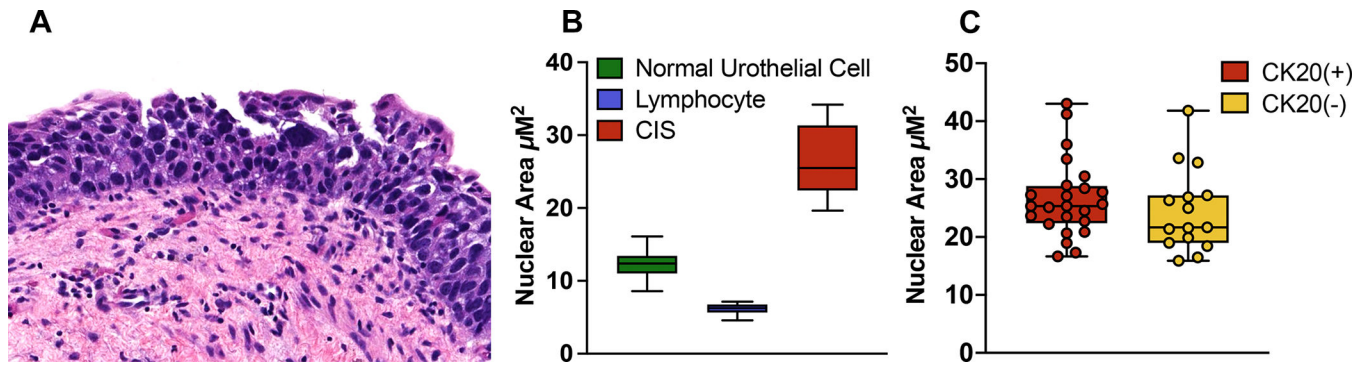 A
B
C
Nuclear Area µM²
40
30
20
10
0
Normal Urothelial Cell
Lymphocyte
CIS
Nuclear Area µM²
50
40
30
20
10
0
CK20(+)
CK20(-)